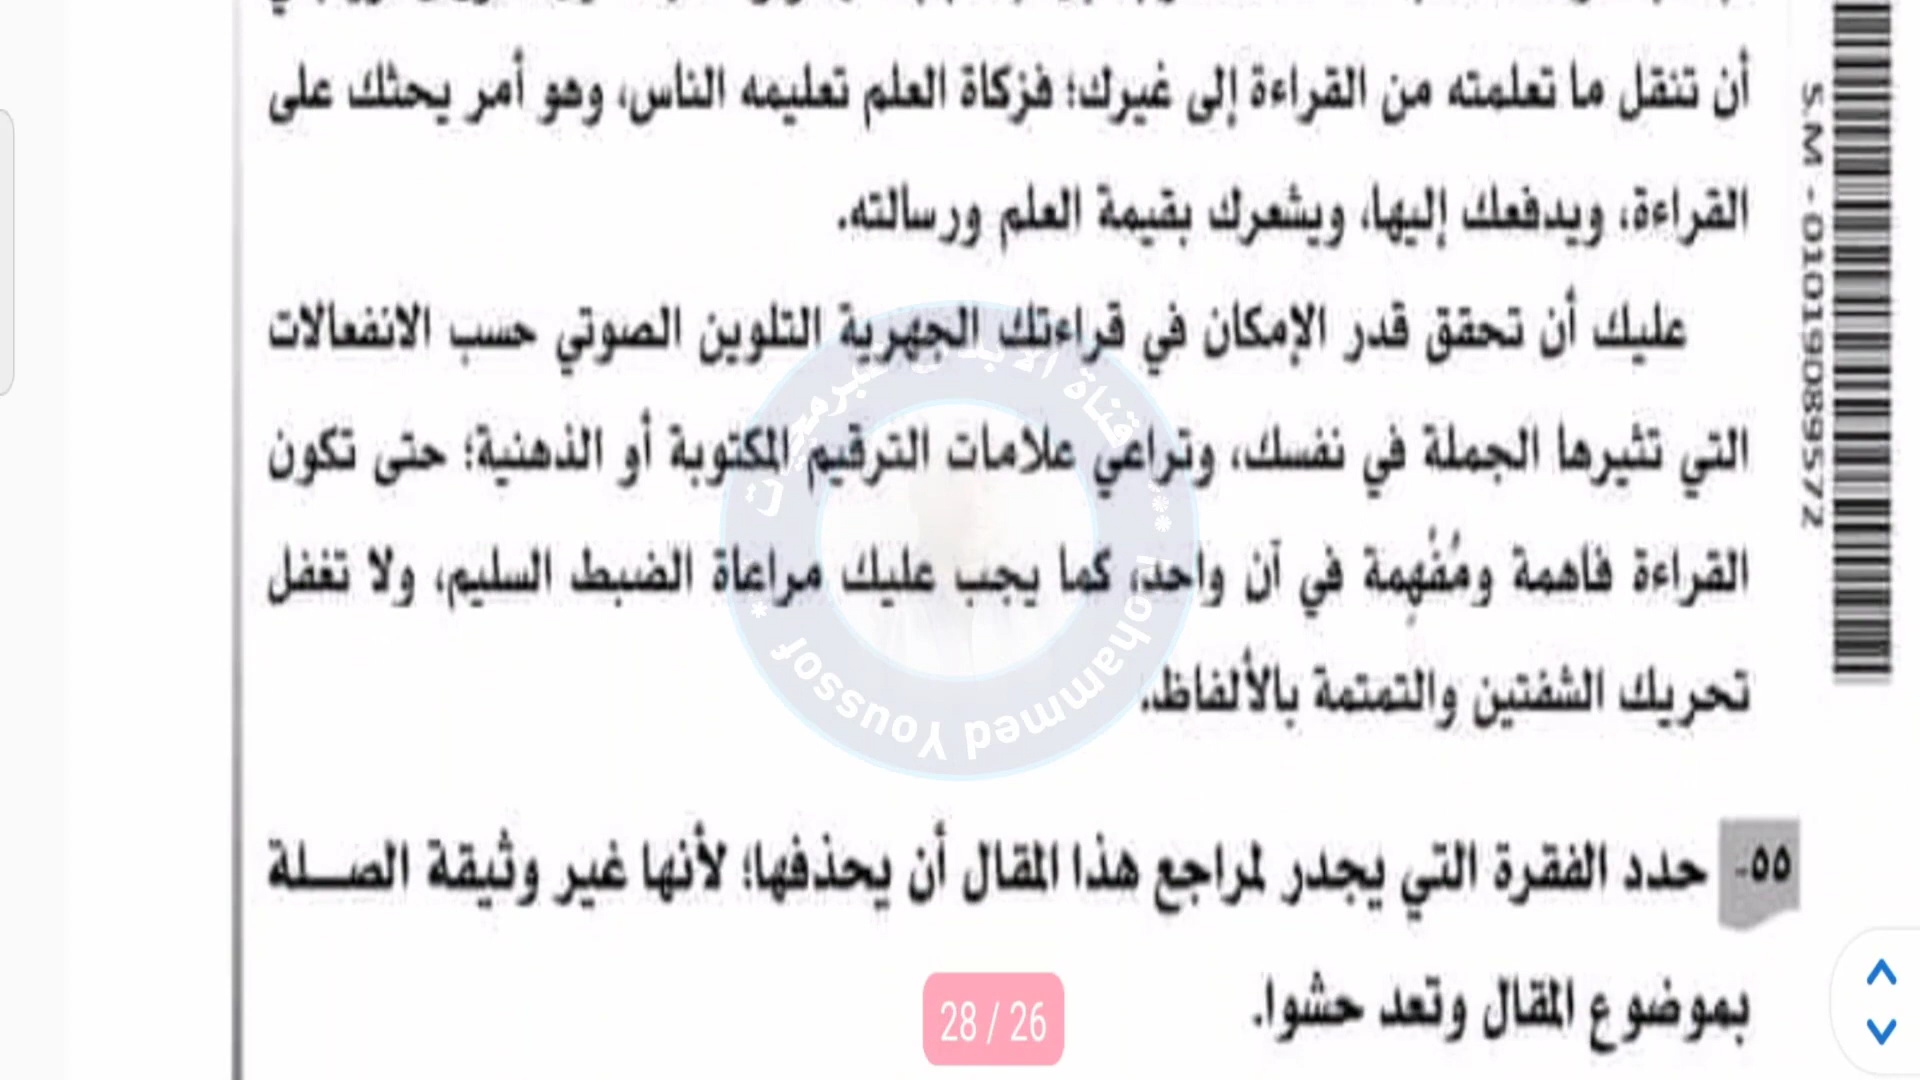 أن تنقل ما تعلمته من القراءة إلى غيرك؛ فزكاة العلم تعليمه الناس، وهو أمر يحثك على
القراءة، ويدفعك إليها، ويشعرك بقيمة العلم ورسالته.
عليك أن تحقق قدر الإمكان في قراءتك الجهرية التلوين الصوتي حسب الانفعالات
التي تثيرها الجملة في نفسك، وتراعي علامات الترقيم المكتوبة أو الذهنية؛ حتى تكون
القراءة فاهمة ومُفْهِمة في آن واحد، كما يجب عليك مراعاة الضبط السليم، ولا تغفل
تحريك الشفتين والتمتمة بالألفاظ.
٥٥- حدد الفقرة التي يجدر لمراجع هذا المقال أن يحذفها؛ لأنها غير وثيقة الصلة
بموضوع المقال وتعد حشوا.
28 / 26
S.M - 01019089572
قناة
Mohammed Youssof